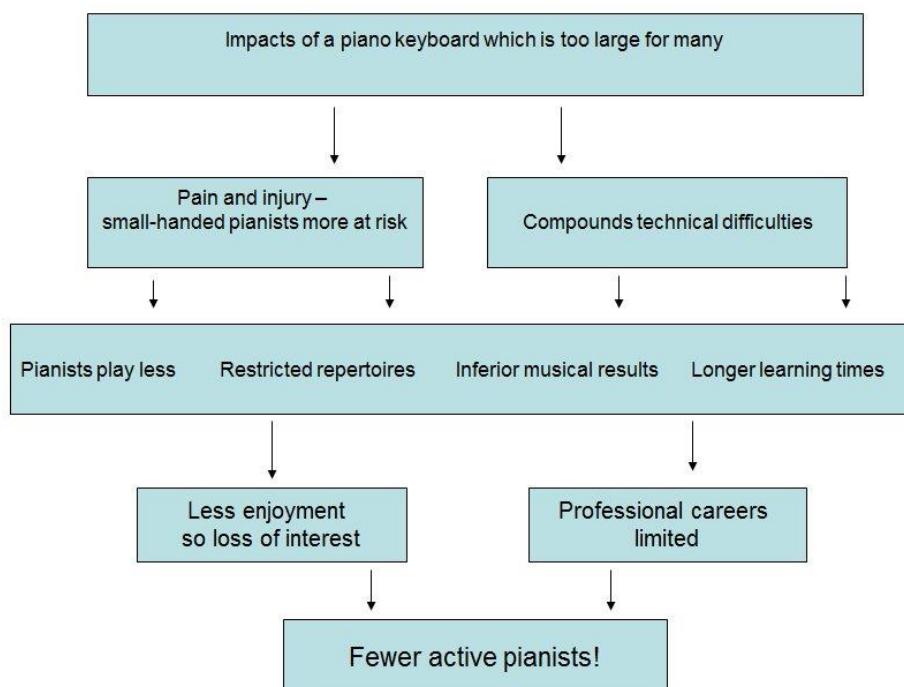 Impacts of a piano keyboard which is too large for many
Pain and injury –
small-handed pianists more at risk
Compounds technical difficulties
Pianists play less
Restricted repertoires
Inferior musical results
Longer learning times
Less enjoyment
so loss of interest
Professional careers
limited
Fewer active pianists!